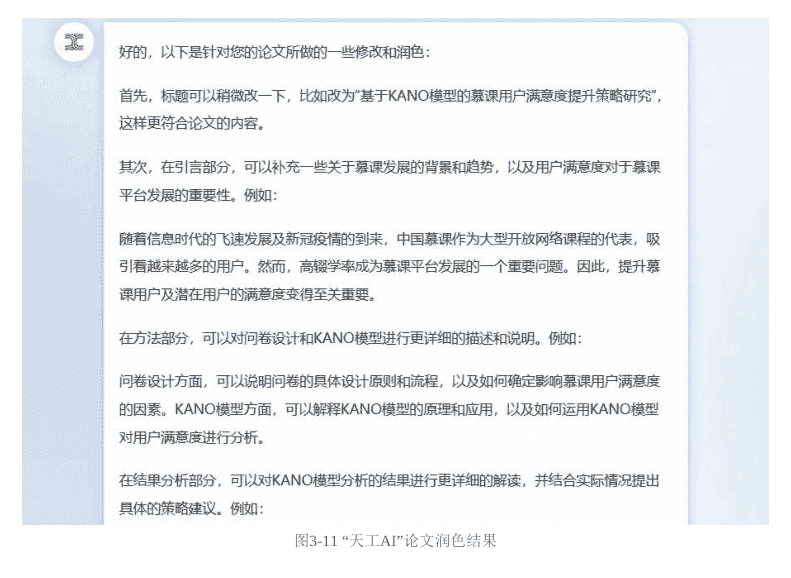 好的，以下是针对您的论文所做的一些修改和润色：
首先，标题可以稍微改一下，比如改为“基于KANO模型的慕课用户满意度提升策略研究”，
这样更符合论文的内容。
其次，在引言部分，可以补充一些关于慕课发展的背景和趋势，以及用户满意度对于慕课
平台发展的重要性。例如：
随着信息时代的飞速发展及新冠疫情的到来，中国慕课作为大型开放网络课程的代表，吸
引着越来越多的用户。然而，高辍学率成为慕课平台发展的一个重要问题。因此，提升慕
课用户及潜在用户的满意度变得至关重要。
在方法部分，可以对问卷设计和KANO模型进行更详细的描述和说明。例如：
问卷设计方面，可以说明问卷的具体设计原则和流程，以及如何确定影响慕课用户满意度
的因素。KANO模型方面，可以解释KANO模型的原理和应用，以及如何运用KANO模型
对用户满意度进行分析。
在结果分析部分，可以对KANO模型分析的结果进行更详细的解读，并结合实际情况提出
具体的策略建议。例如：
图3-11 “天工AI”论文润色结果